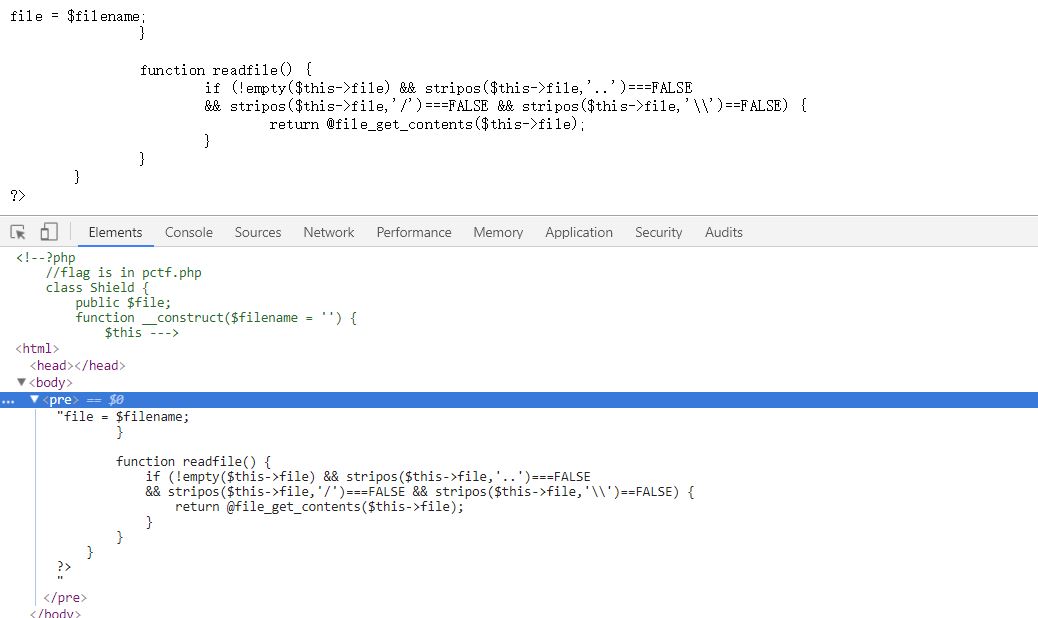 file = $filename;
}
function readfile() {
if (!empty($this->file) && stripos($this->file,'..')===FALSE
&& stripos($this->file,'/')===FALSE && stripos($this->file,'\\')==FALSE) {
return @file_get_contents($this->file);
}
}
}
?>
Elements Console Sources Network Performance Memory Application Security Audits
<!--?php
//flag is in pctf.php
class Shield {
public $file;
function __construct($filename = '') {
$this --->
<html>
<head></head>
▼<body>
... ▼<pre> == $0
"file = $filename;
}
function readfile() {
if (!empty($this->file) && stripos($this->file,'..')===FALSE
&& stripos($this->file,'/')===FALSE && stripos($this->file,'\\')==FALSE) {
return @file_get_contents($this->file);
}
}
}
?>
"
</pre>
</body>